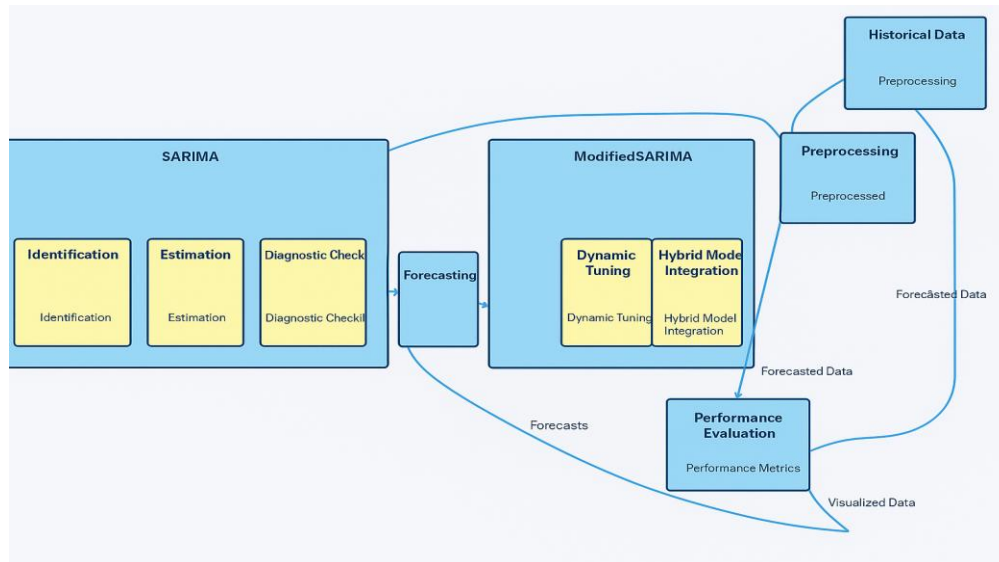 Historical Data
Preprocessing
SARIMA
ModifiedSARIMA
Preprocessing
Preprocessed
Identification
Identification
Estimation
Estimation
Diagnostic Check
Diagnostic Checkil
Forecasting
Dynamic
Tuning
Dynamic Tuning
Hybrid Mode
Integration
Hybrid Model
Integration
Forecâsted Data
Forecasted Data
Performance
Evaluation
Performance Metrics
Forecasts
Visualized Data